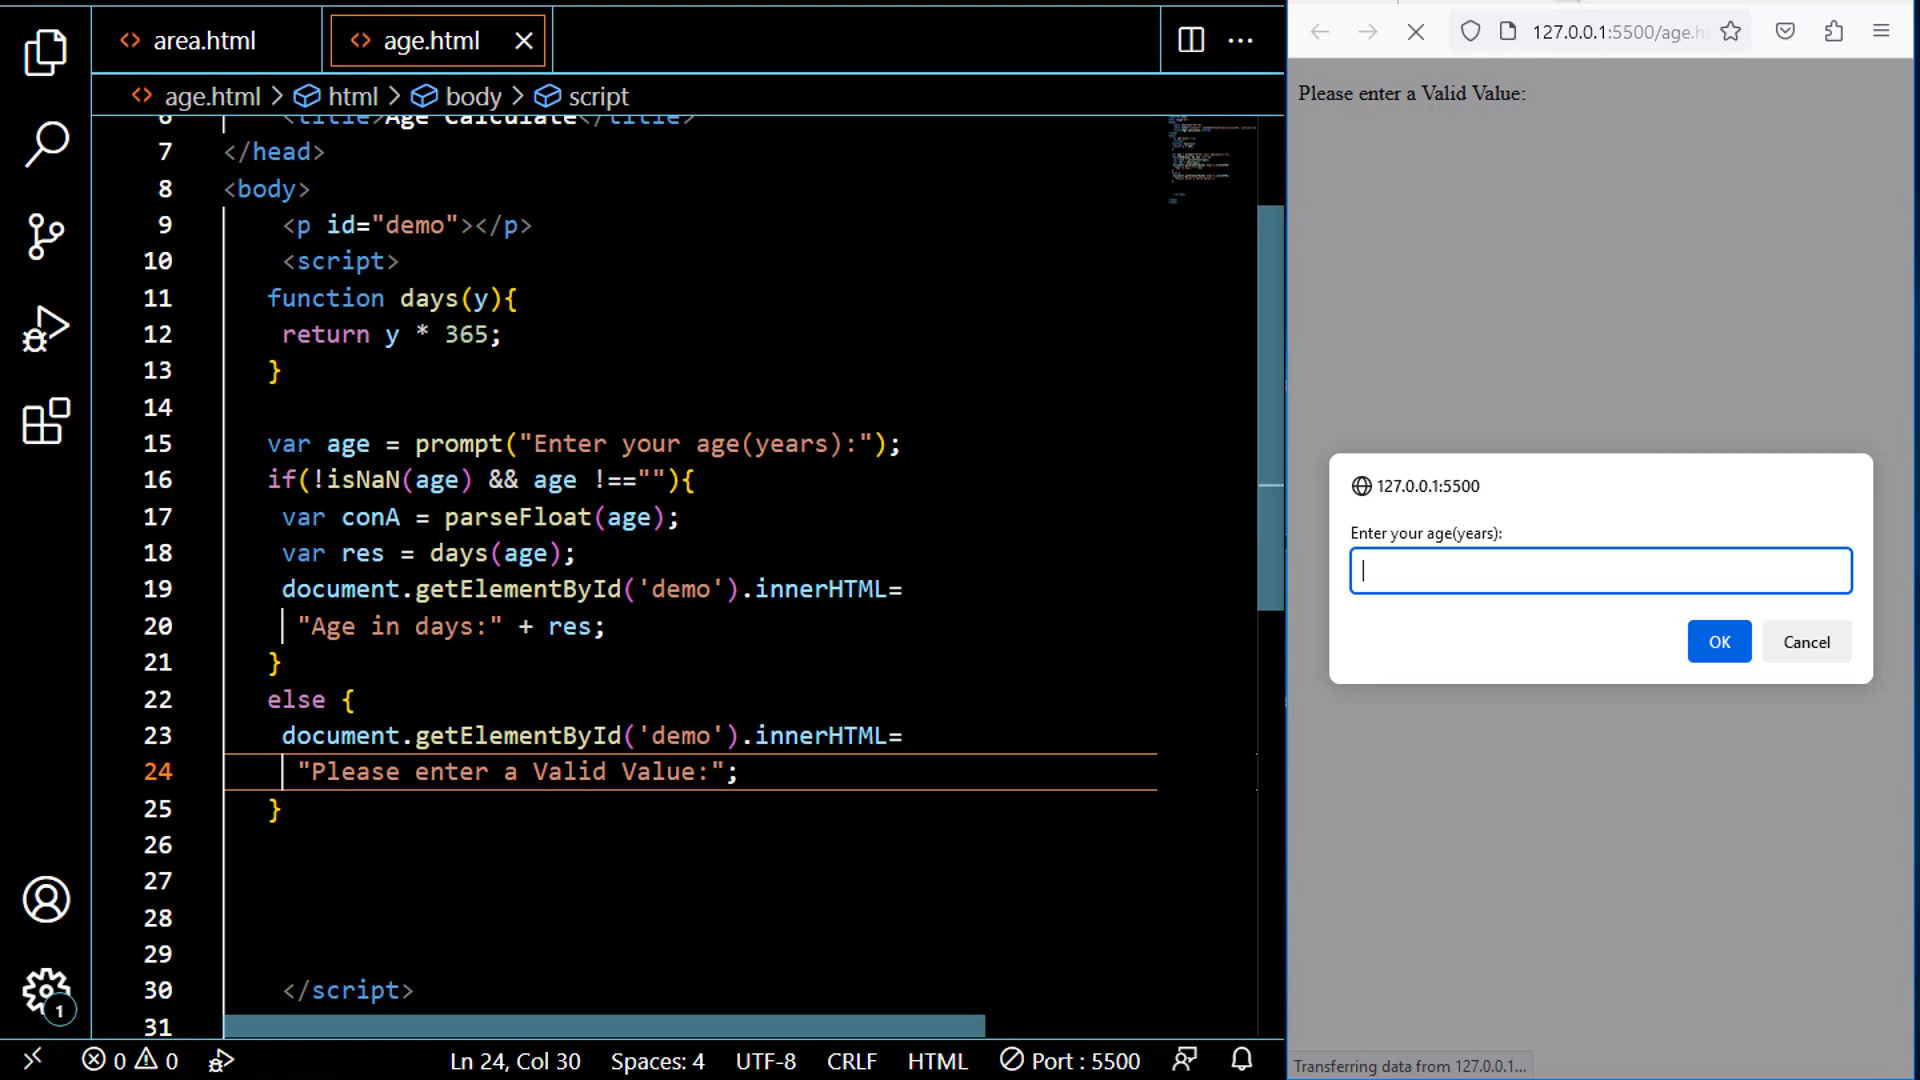 area.html
age.html
age.html > html > body > script
6 <title>Age Calculate</title>
7 </head>
8 <body>
9 <p id="demo"></p>
10 <script>
11 function days(y){
12 return y * 365;
13 }
14
15 var age = prompt("Enter your age(years):");
16 if(!isNaN(age) && age !==""){
17 var conA = parseFloat(age);
18 var res = days(age);
19 document.getElementById('demo').innerHTML=
20 "Age in days:" + res;
21 }
22 else {
23 document.getElementById('demo').innerHTML=
24 "Please enter a Valid Value:";
25 }
26
27
28
29
30 </script>
31
1
0 0
Ln 24, Col 30
Spaces: 4
UTF-8
CRLF
HTML
Port : 5500
127.0.0.1:5500/age.h
Please enter a Valid Value:
127.0.0.1:5500
Enter your age(years):
OK
Cancel
Transferring data from 127.0.0.1...